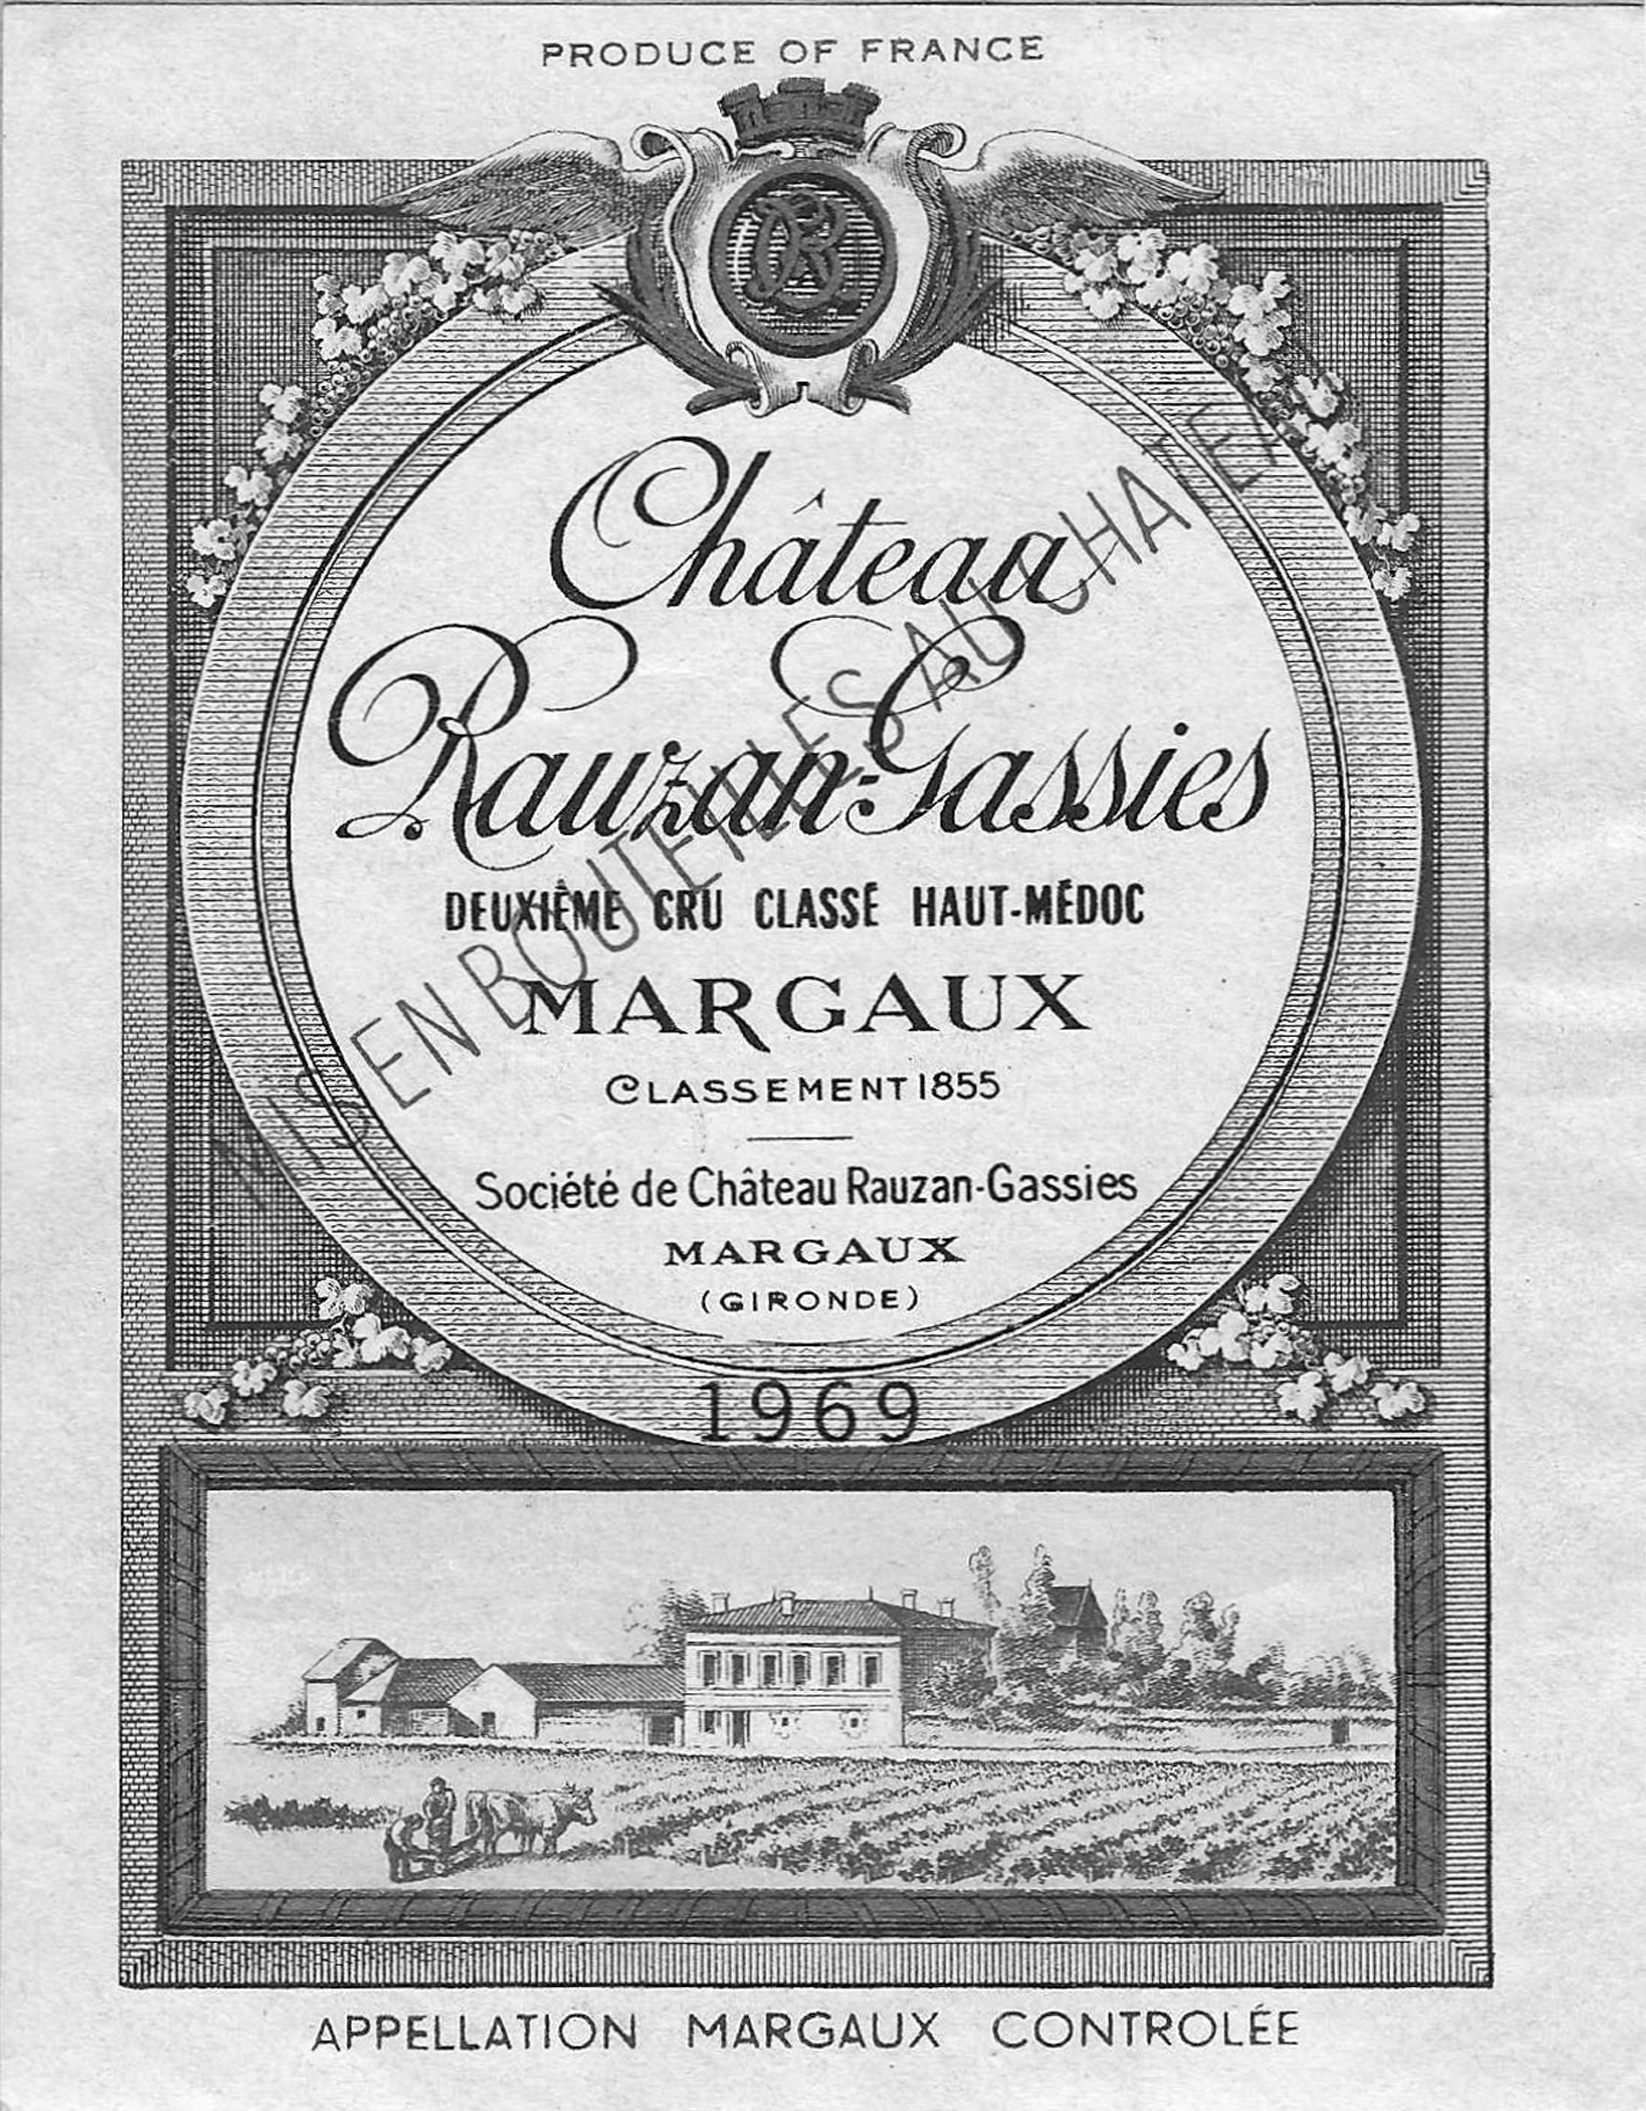 PRODUCE OF FRANCE
Château
Rauzan-Gassies
DEUXIÈME CRU CLASSÉ HAUT-MÉDOC
MARGAUX
CLASSEMENT 1855
Société de Château Rauzan-Gassies
MARGAUX
(GIRONDE)
1969
MIS EN BOUTEILLES AU CHATEAU
APPELLATION MARGAUX CONTROLÉE